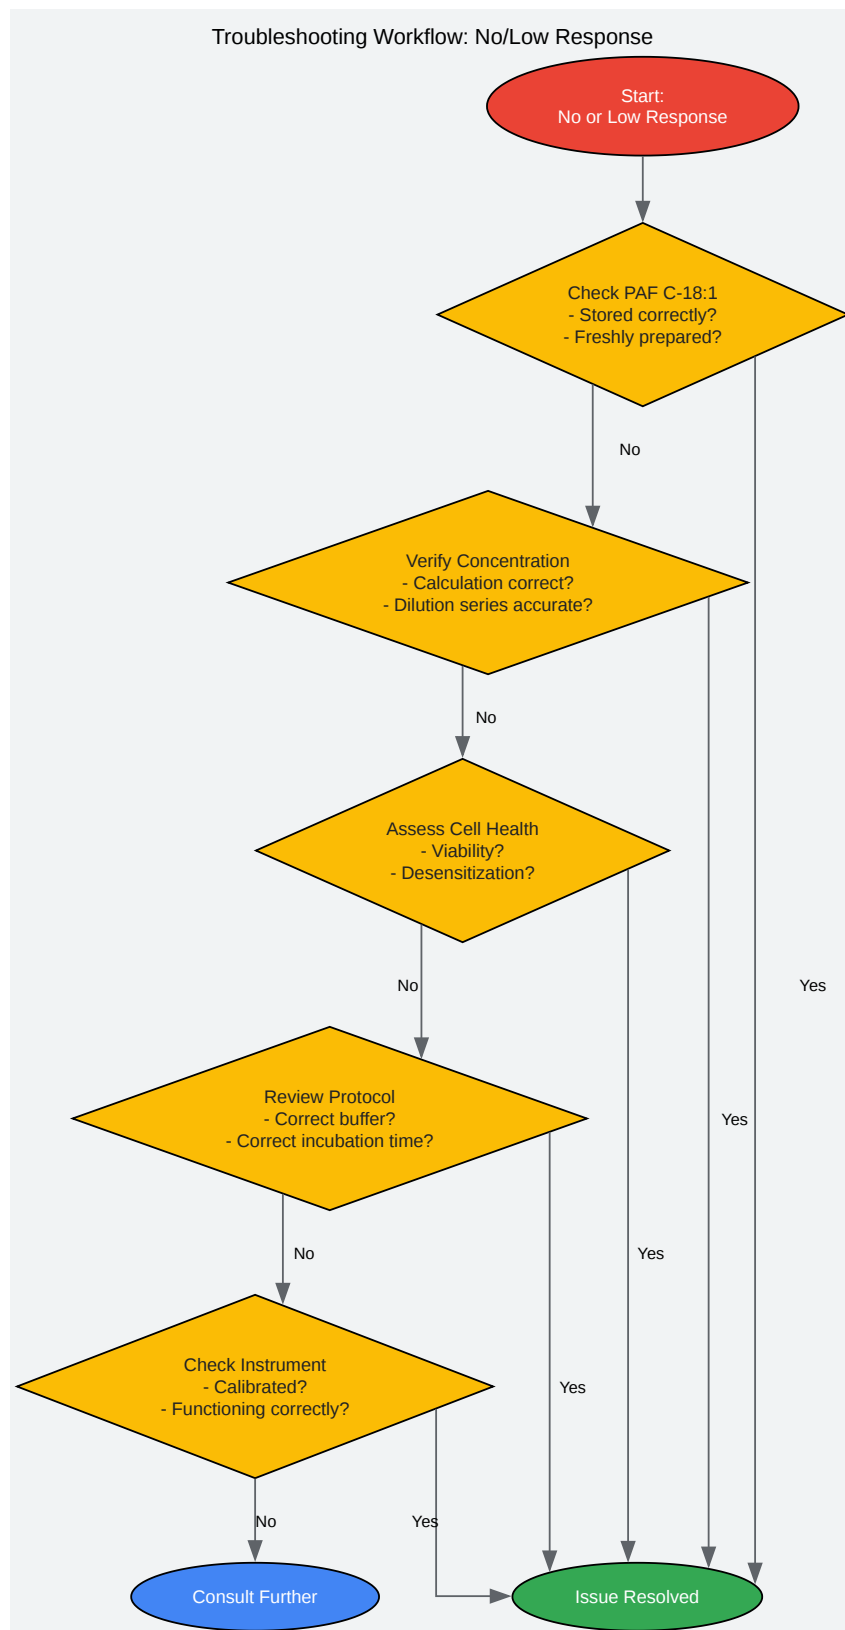 Troubleshooting Workflow: No/Low Response
Start:
No or Low Response
Check PAF C-18:1
- Stored correctly?
- Freshly prepared?
No
Verify Concentration
- Calculation correct?
- Dilution series accurate?
No
Assess Cell Health
- Viability?
- Desensitization?
No
Yes
Review Protocol
- Correct buffer?
- Correct incubation time?
Yes
No
Yes
Check Instrument
- Calibrated?
- Functioning correctly?
Yes
No
Yes
Consult Further
Issue Resolved